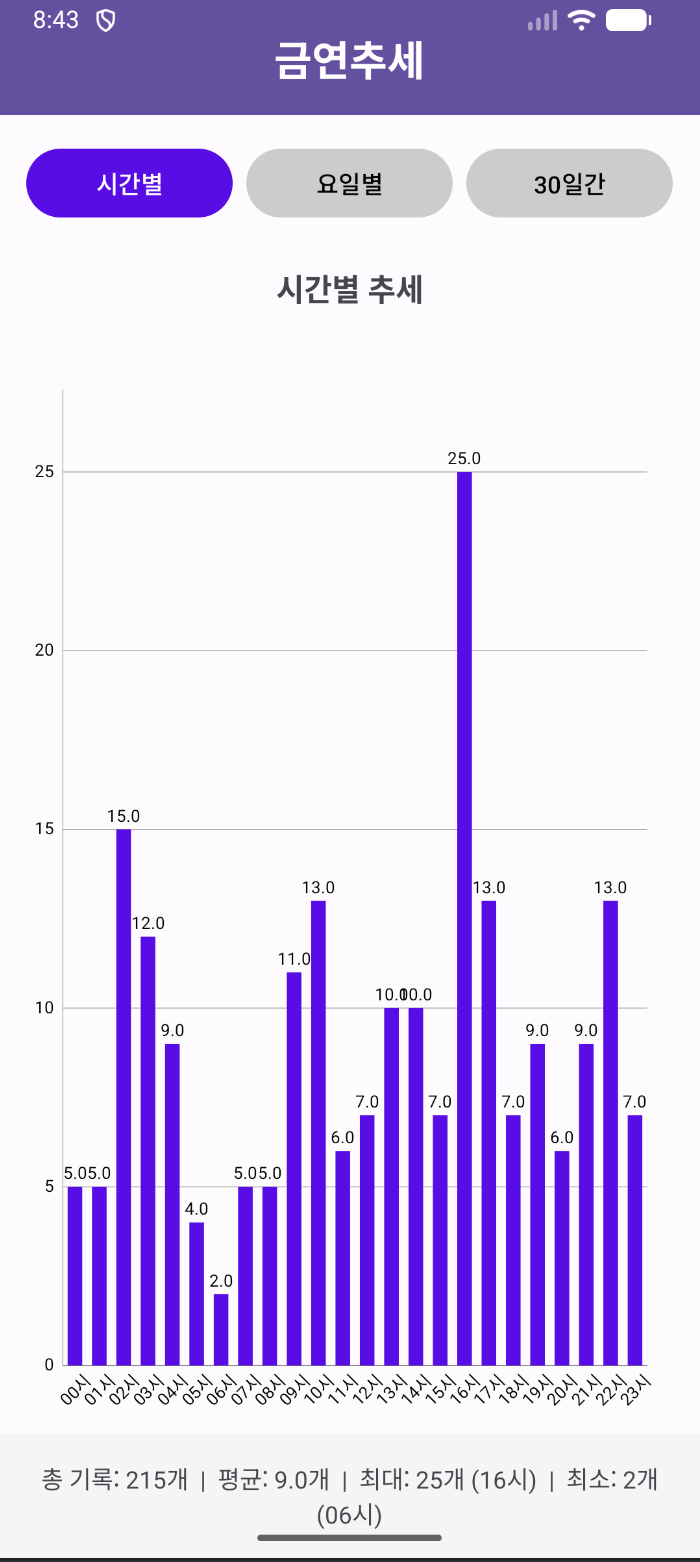 8:43
금연추세
시간별 요일별 30일간
시간별 추세
25
20
15
10
5
0
5.0 5.0 15.0 12.0 9.0 4.0 2.0 5.0 5.0 11.0 13.0 6.0 7.0 10.0 10.0 7.0 25.0 13.0 7.0 9.0 6.0 9.0 13.0 7.0
00시 01시 02시 03시 04시 05시 06시 07시 08시 09시 10시 11시 12시 13시 14시 15시 16시 17시 18시 19시 20시 21시 22시 23시
총 기록: 215개 | 평균: 9.0개 | 최대: 25개 (16시) | 최소: 2개
(06시)